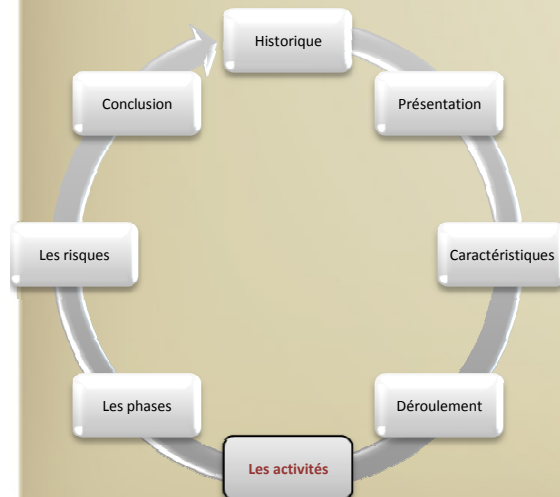 Historique
Présentation
Caractéristiques
Déroulement
Les activités
Les phases
Les risques
Conclusion